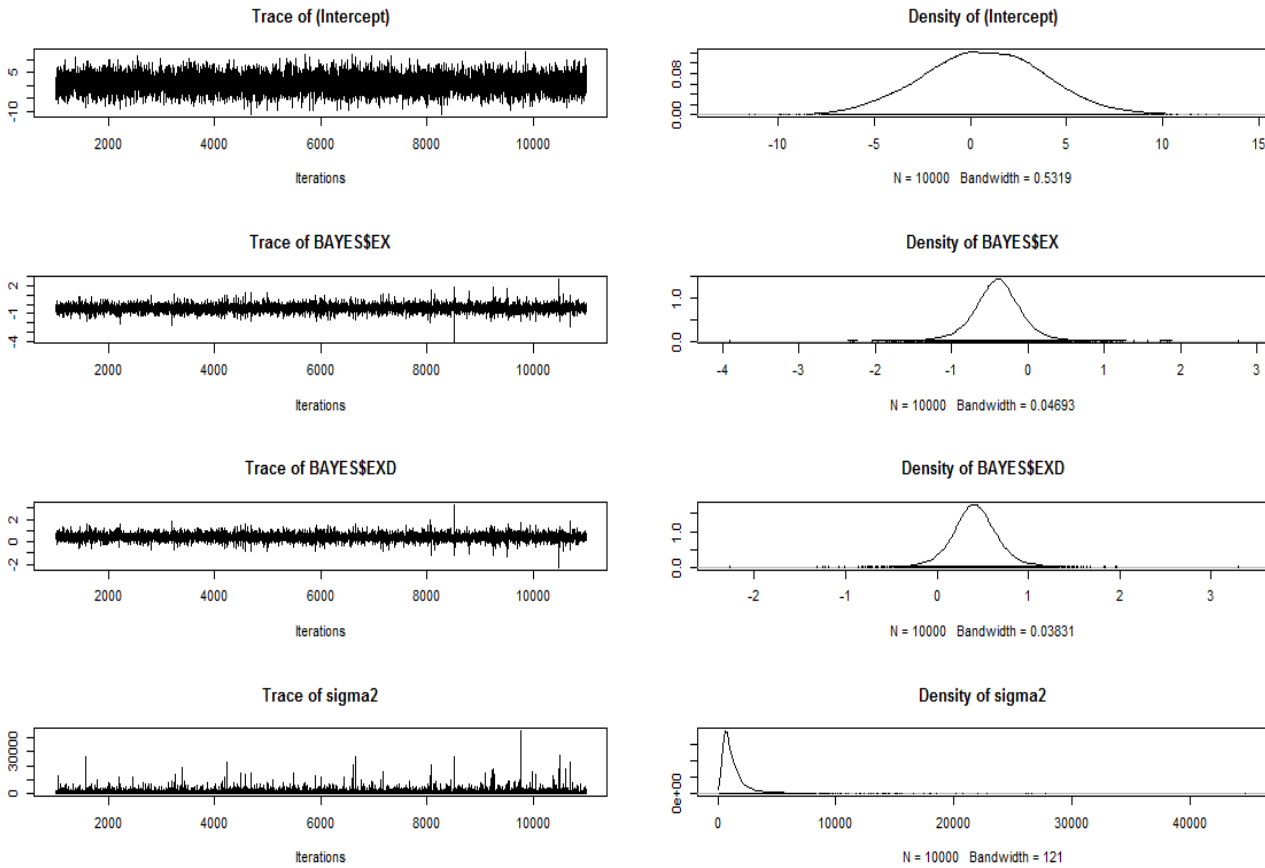 Trace of (Intercept)
5
-10
2000 4000 6000 8000 10000
Iterations
Density of (Intercept)
0.08
0.00
-10 -5 0 5 10 15
N = 10000 Bandwidth = 0.5319
Trace of BAYES$EX
2
-1
-4
2000 4000 6000 8000 10000
Iterations
Density of BAYES$EX
1.0
0.0
-4 -3 -2 -1 0 1 2 3
N = 10000 Bandwidth = 0.04693
Trace of BAYES$EXD
2
0
-2
2000 4000 6000 8000 10000
Iterations
Density of BAYES$EXD
1.0
0.0
-2 -1 0 1 2 3
N = 10000 Bandwidth = 0.03831
Trace of sigma2
30000
0
2000 4000 6000 8000 10000
Iterations
Density of sigma2
0e+00
0 10000 20000 30000 40000
N = 10000 Bandwidth = 121